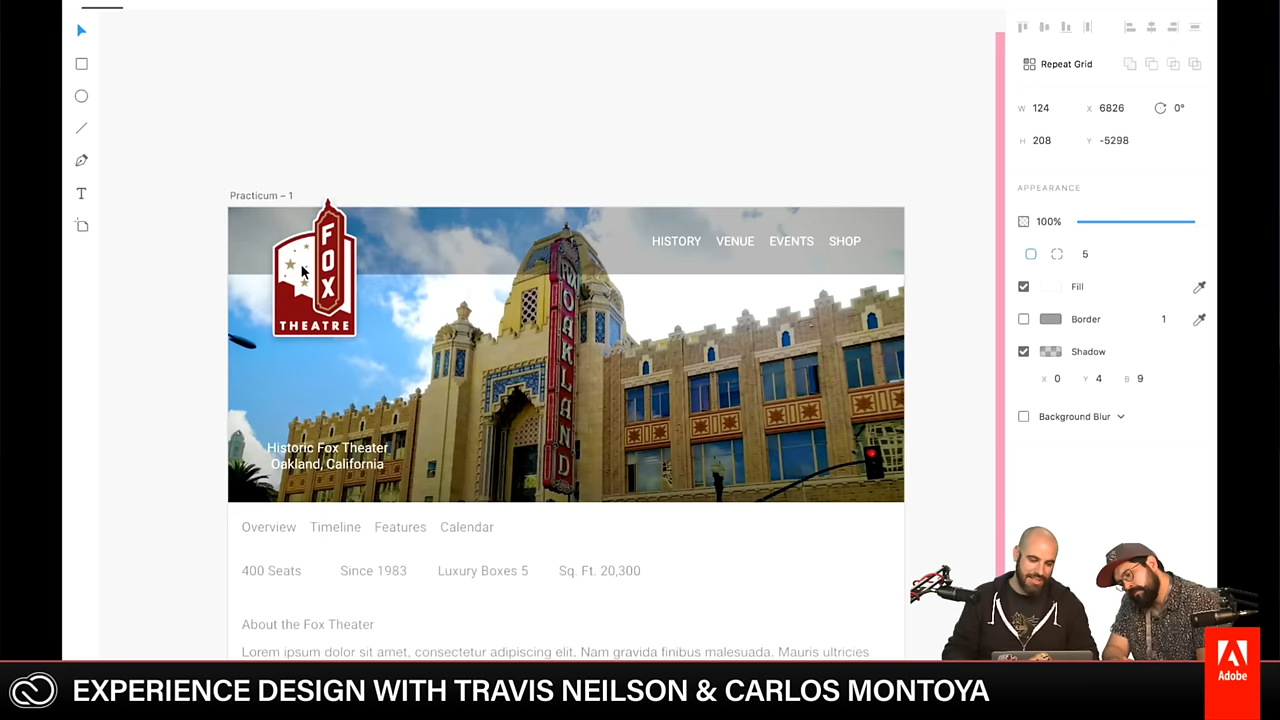 Repeat Grid
W 124 X 6826 0°
H 208 Y -5298
APPEARANCE
100%
5
Fill
Border 1
Shadow
X 0 Y 4 B 9
Background Blur
T
Practicum – 1
HISTORY VENUE EVENTS SHOP
FOX
THEATRE
OAKLAND
Historic Fox Theater
Oakland, California
Overview Timeline Features Calendar
400 Seats Since 1983 Luxury Boxes 5 Sq. Ft. 20,300
About the Fox Theater
Lorem ipsum dolor sit amet, consectetur adipiscing elit. Nam gravida finibus malesuada. Mauris ultricies
EXPERIENCE DESIGN WITH TRAVIS NEILSON & CARLOS MONTOYA
Adobe